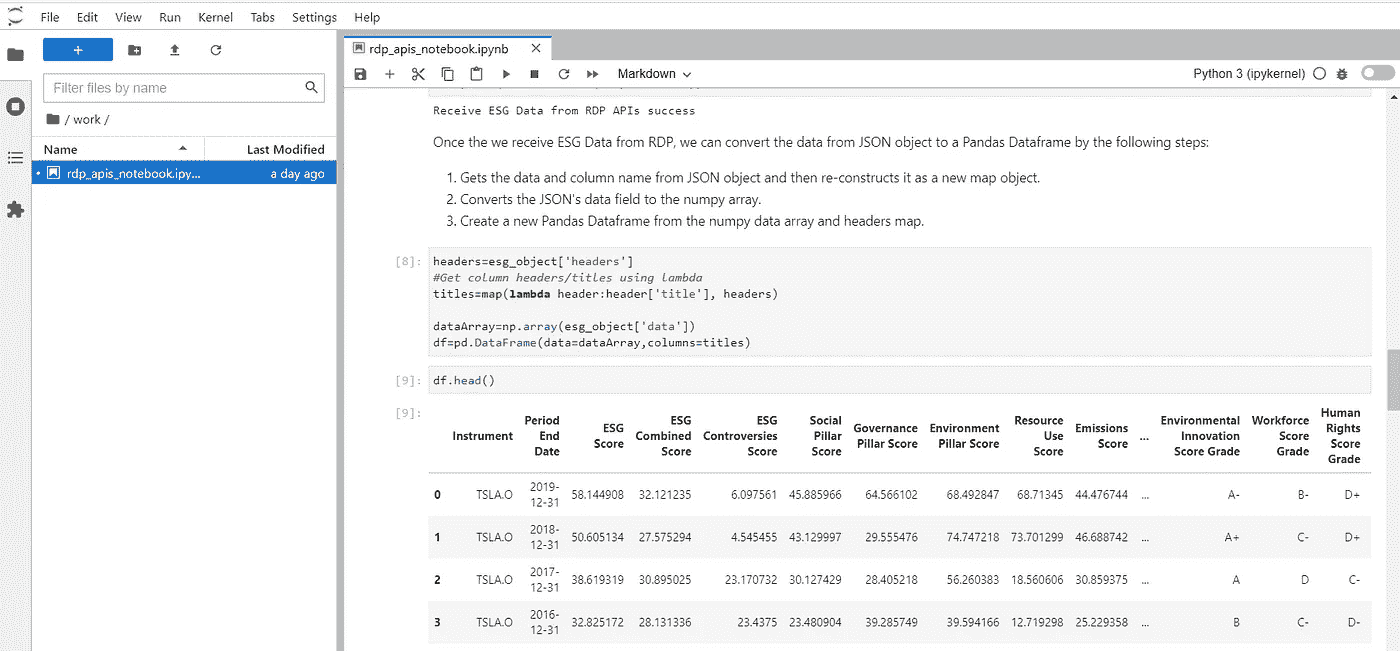 File Edit View Run Kernel Tabs Settings Help
+
Filter files by name
/ work /
Name Last Modified
rdp_apis_notebook.ipy... a day ago
rdp_apis_notebook.ipynb
Markdown
Python 3 (ipykernel)
Receive ESG Data from RDP APIs success
Once the we receive ESG Data from RDP, we can convert the data from JSON object to a Pandas Dataframe by the following steps:
1. Gets the data and column name from JSON object and then re-constructs it as a new map object.
2. Converts the JSON's data field to the numpy array.
3. Create a new Pandas Dataframe from the numpy data array and headers map.
[8]: headers=esg_object['headers']
#Get column headers/titles using lambda
titles=map(lambda header:header['title'], headers)
dataArray=np.array(esg_object['data'])
df=pd.DataFrame(data=dataArray,columns=titles)
[9]: df.head()
[9]:
Instrument Period End Date ESG Score ESG Combined Score ESG Controversies Score Social Pillar Score Governance Pillar Score Environment Pillar Score Resource Use Score Emissions Score ... Environmental Innovation Score Grade Workforce Score Grade Human Rights Score Grade
0 TSLA.O 2019-12-31 58.144908 32.121235 6.097561 45.885966 64.566102 68.492847 68.71345 44.476744 ... A- B- D+
1 TSLA.O 2018-12-31 50.605134 27.575294 4.545455 43.129997 29.555476 74.747218 73.701299 46.688742 ... A+ C- D+
2 TSLA.O 2017-12-31 38.619319 30.895025 23.170732 30.127429 28.405218 56.260383 18.560606 30.859375 ... A D C-
3 TSLA.O 2016-12-31 32.825172 28.131336 23.4375 23.480904 39.285749 39.594166 12.719298 25.229358 ... B C- D-